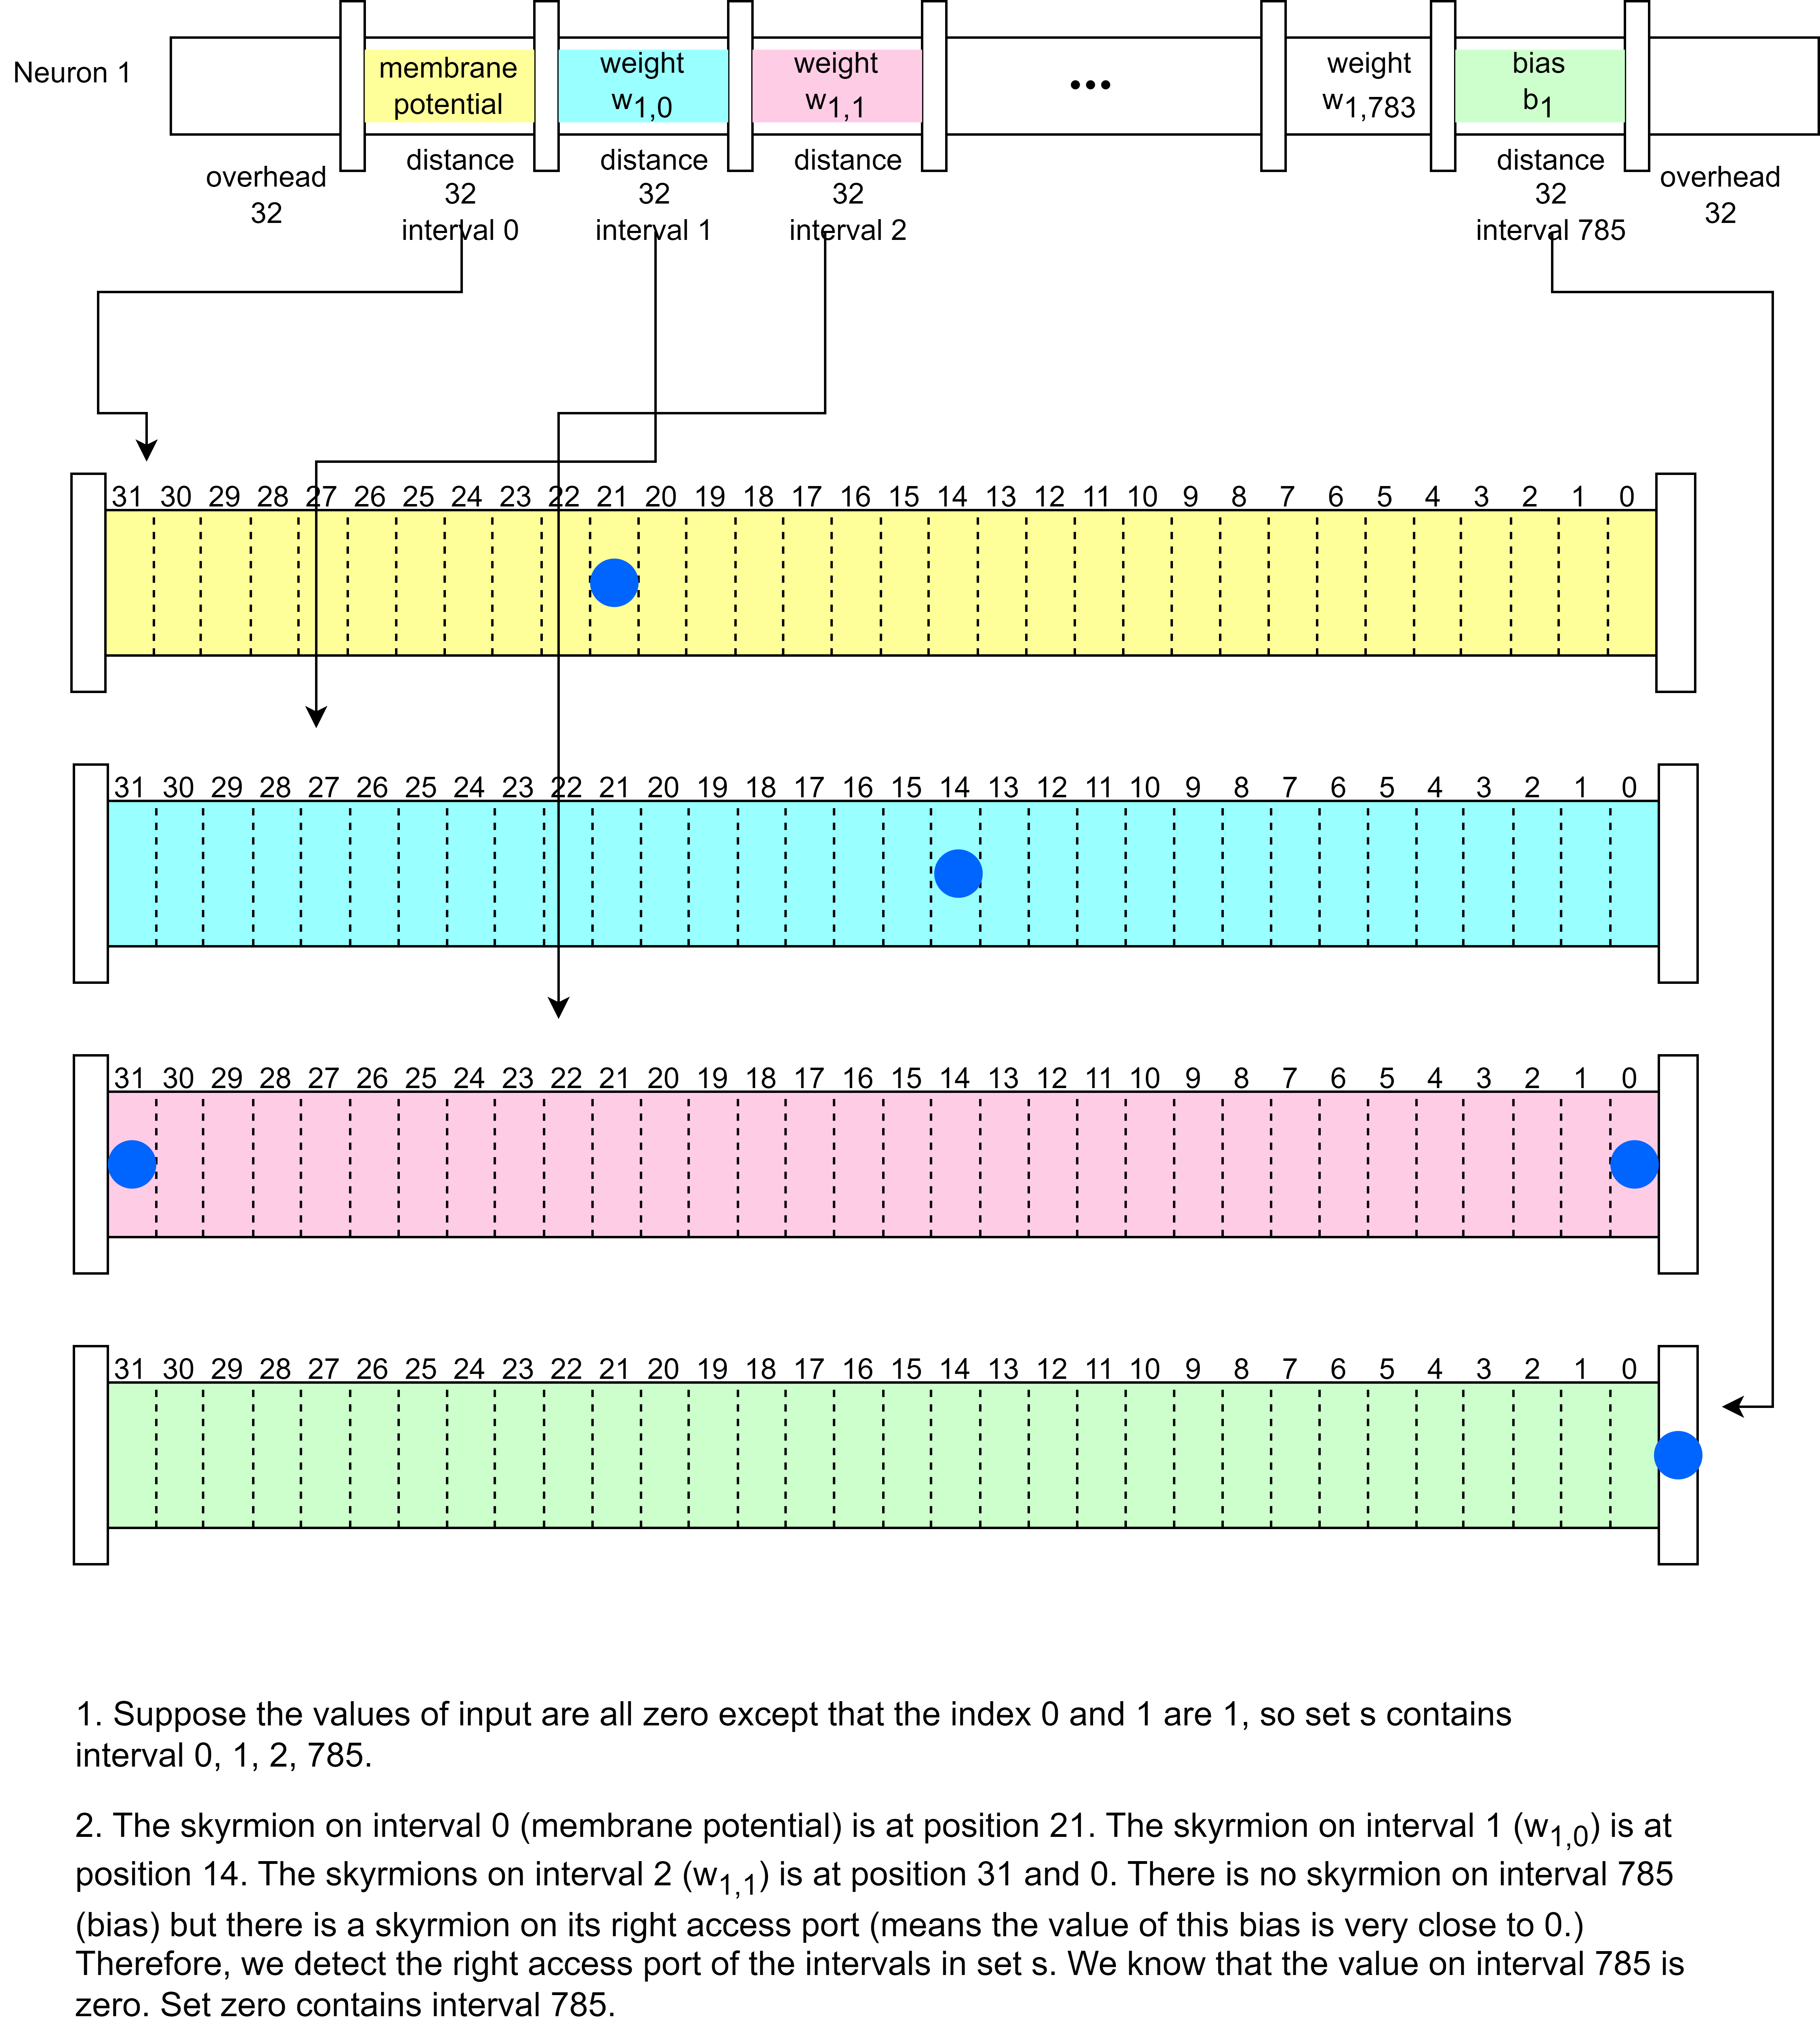 Neuron 1
membrane
potential
weight
w1,0
weight
w1,1
...
weight
w1,783
bias
b1
overhead
32
distance
32
interval 0
distance
32
interval 1
distance
32
interval 2
distance
32
interval 785
overhead
32
31 30 29 28 27 26 25 24 23 22 21 20 19 18 17 16 15 14 13 12 11 10 9 8 7 6 5 4 3 2 1 0
31 30 29 28 27 26 25 24 23 22 21 20 19 18 17 16 15 14 13 12 11 10 9 8 7 6 5 4 3 2 1 0
31 30 29 28 27 26 25 24 23 22 21 20 19 18 17 16 15 14 13 12 11 10 9 8 7 6 5 4 3 2 1 0
31 30 29 28 27 26 25 24 23 22 21 20 19 18 17 16 15 14 13 12 11 10 9 8 7 6 5 4 3 2 1 0
1. Suppose the values of input are all zero except that the index 0 and 1 are 1, so set s contains
interval 0, 1, 2, 785.
2. The skyrmion on interval 0 (membrane potential) is at position 21. The skyrmion on interval 1 (w1,0) is at
position 14. The skyrmions on interval 2 (w1,1) is at position 31 and 0. There is no skyrmion on interval 785
(bias) but there is a skyrmion on its right access port (means the value of this bias is very close to 0.)
Therefore, we detect the right access port of the intervals in set s. We know that the value on interval 785 is
zero. Set zero contains interval 785.